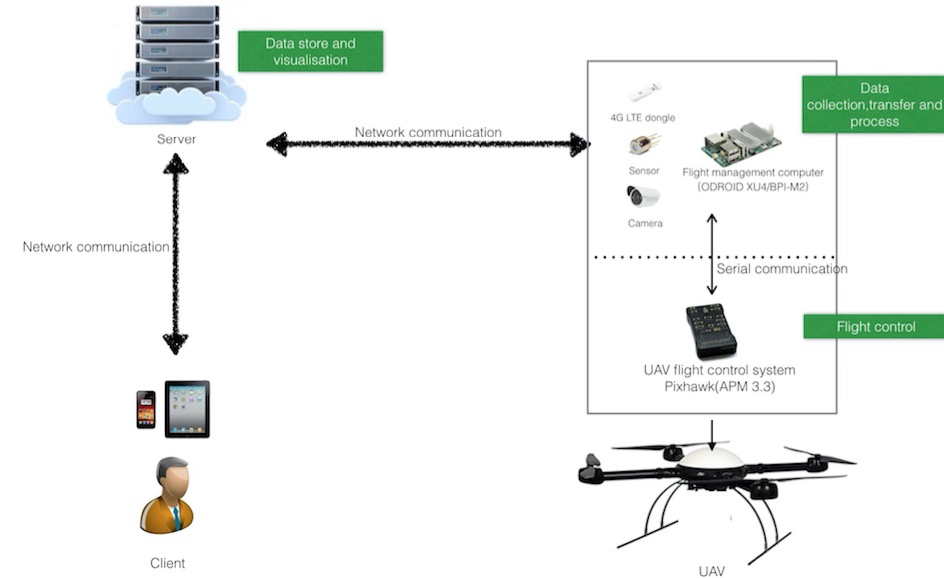 Data store and
visualisation
Server
Network communication
Network communication
Client
4G LTE dongle
Sensor
Camera
Flight management computer
(ODROID XU4/BPI-M2)
Data
collection,transfer and
process
Serial communication
Flight control
UAV flight control system
Pixhawk(APM 3.3)
UAV